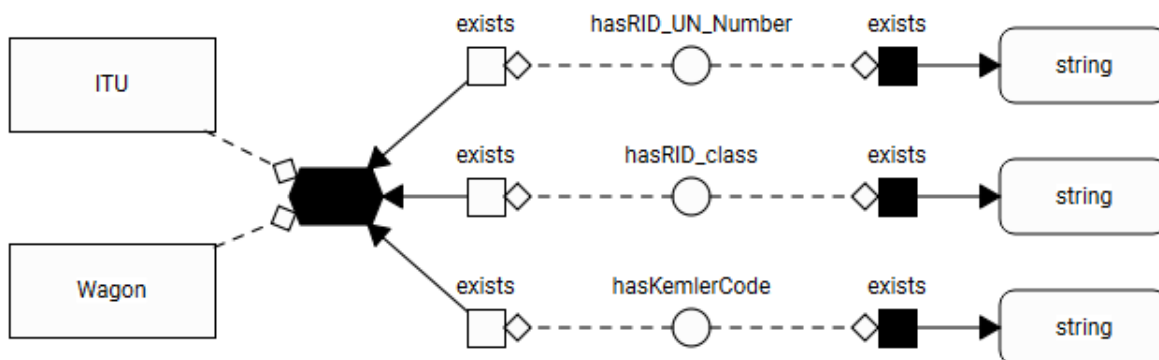 exists hasRID_UN_Number exists
ITU
string
exists hasRID_class exists
string
Wagon
exists hasKemlerCode exists
string